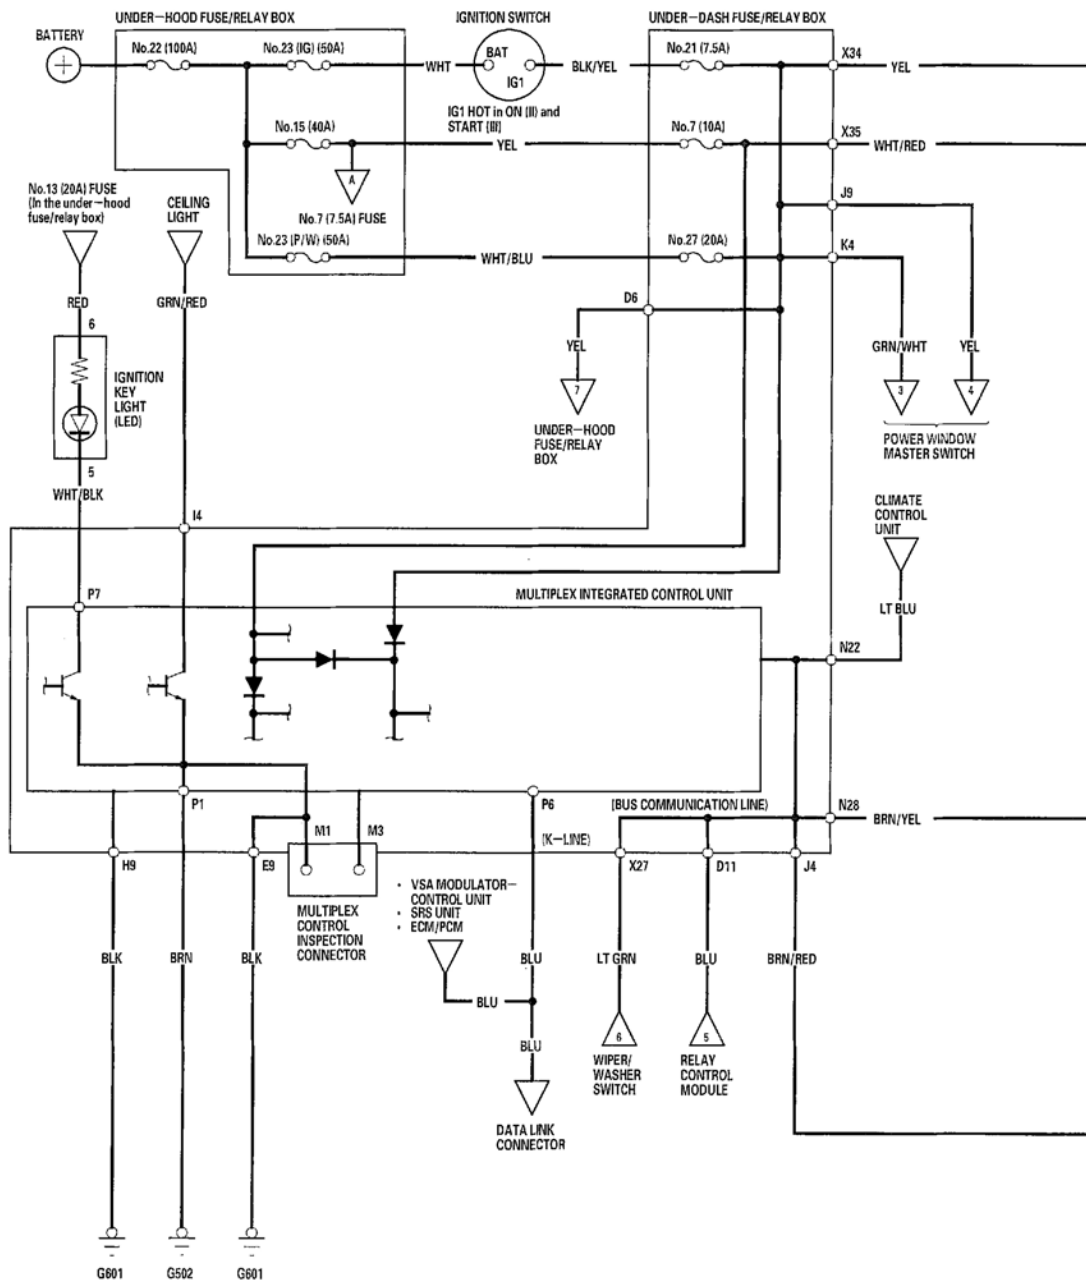 UNDER-HOOD FUSE/RELAY BOX
IGNITION SWITCH
UNDER-DASH FUSE/RELAY BOX
BATTERY
No.22 (100A)
No.23 (IG) (50A)
WHT
BAT
IG1
BLK/YEL
No.21 (7.5A)
X34
YEL
IG1 HOT in ON (II) and
START (III)
No.15 (40A)
YEL
No.7 (10A)
X35
WHT/RED
A
No.7 (7.5A) FUSE
No.13 (20A) FUSE
(In the under-hood
fuse/relay box)
CEILING
LIGHT
J9
No.23 (P/W) (50A)
WHT/BLU
No.27 (20A)
K4
RED
GRN/RED
D6
6
YEL
GRN/WHT
YEL
IGNITION
KEY
LIGHT
(LED)
7
3
4
UNDER-HOOD
FUSE/RELAY
BOX
POWER WINDOW
MASTER SWITCH
5
WHT/BLK
I4
CLIMATE
CONTROL
UNIT
P7
MULTIPLEX INTEGRATED CONTROL UNIT
LT BLU
N22
P1
P6
(BUS COMMUNICATION LINE)
N28
BRN/YEL
M1
M3
(K-LINE)
H9
E9
X27
D11
J4
MULTIPLEX
CONTROL
INSPECTION
CONNECTOR
• VSA MODULATOR-
CONTROL UNIT
• SRS UNIT
• ECM/PCM
BLK
BRN
BLK
BLU
LT GRN
BLU
BRN/RED
BLU
BLU
6
5
WIPER/
WASHER
SWITCH
RELAY
CONTROL
MODULE
DATA LINK
CONNECTOR
G601
G502
G601